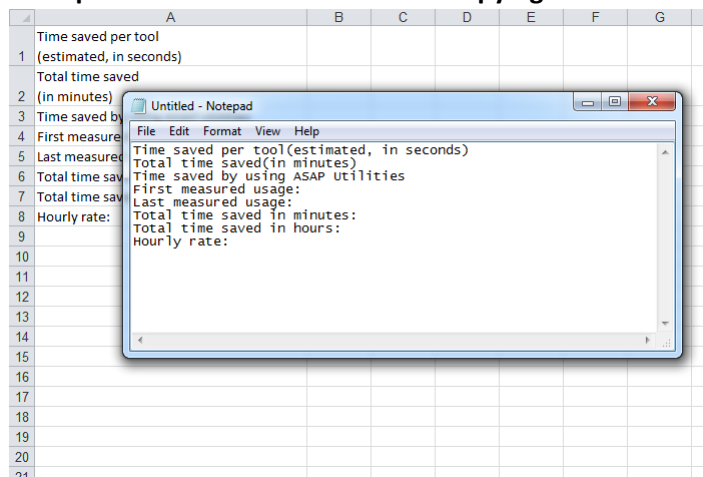 A B C D E F G
Time saved per tool
1 (estimated, in seconds)
Total time saved
2 (in minutes)
3 Time saved by
4 First measure
5 Last measured
6 Total time sav
7 Total time sav
8 Hourly rate:
9
10
11
12
13
14
15
16
17
18
19
20
21
Untitled - Notepad
File Edit Format View Help
Time saved per tool(estimated, in seconds)
Total time saved(in minutes)
Time saved by using ASAP Utilities
First measured usage:
Last measured usage:
Total time saved in minutes:
Total time saved in hours:
Hourly rate: